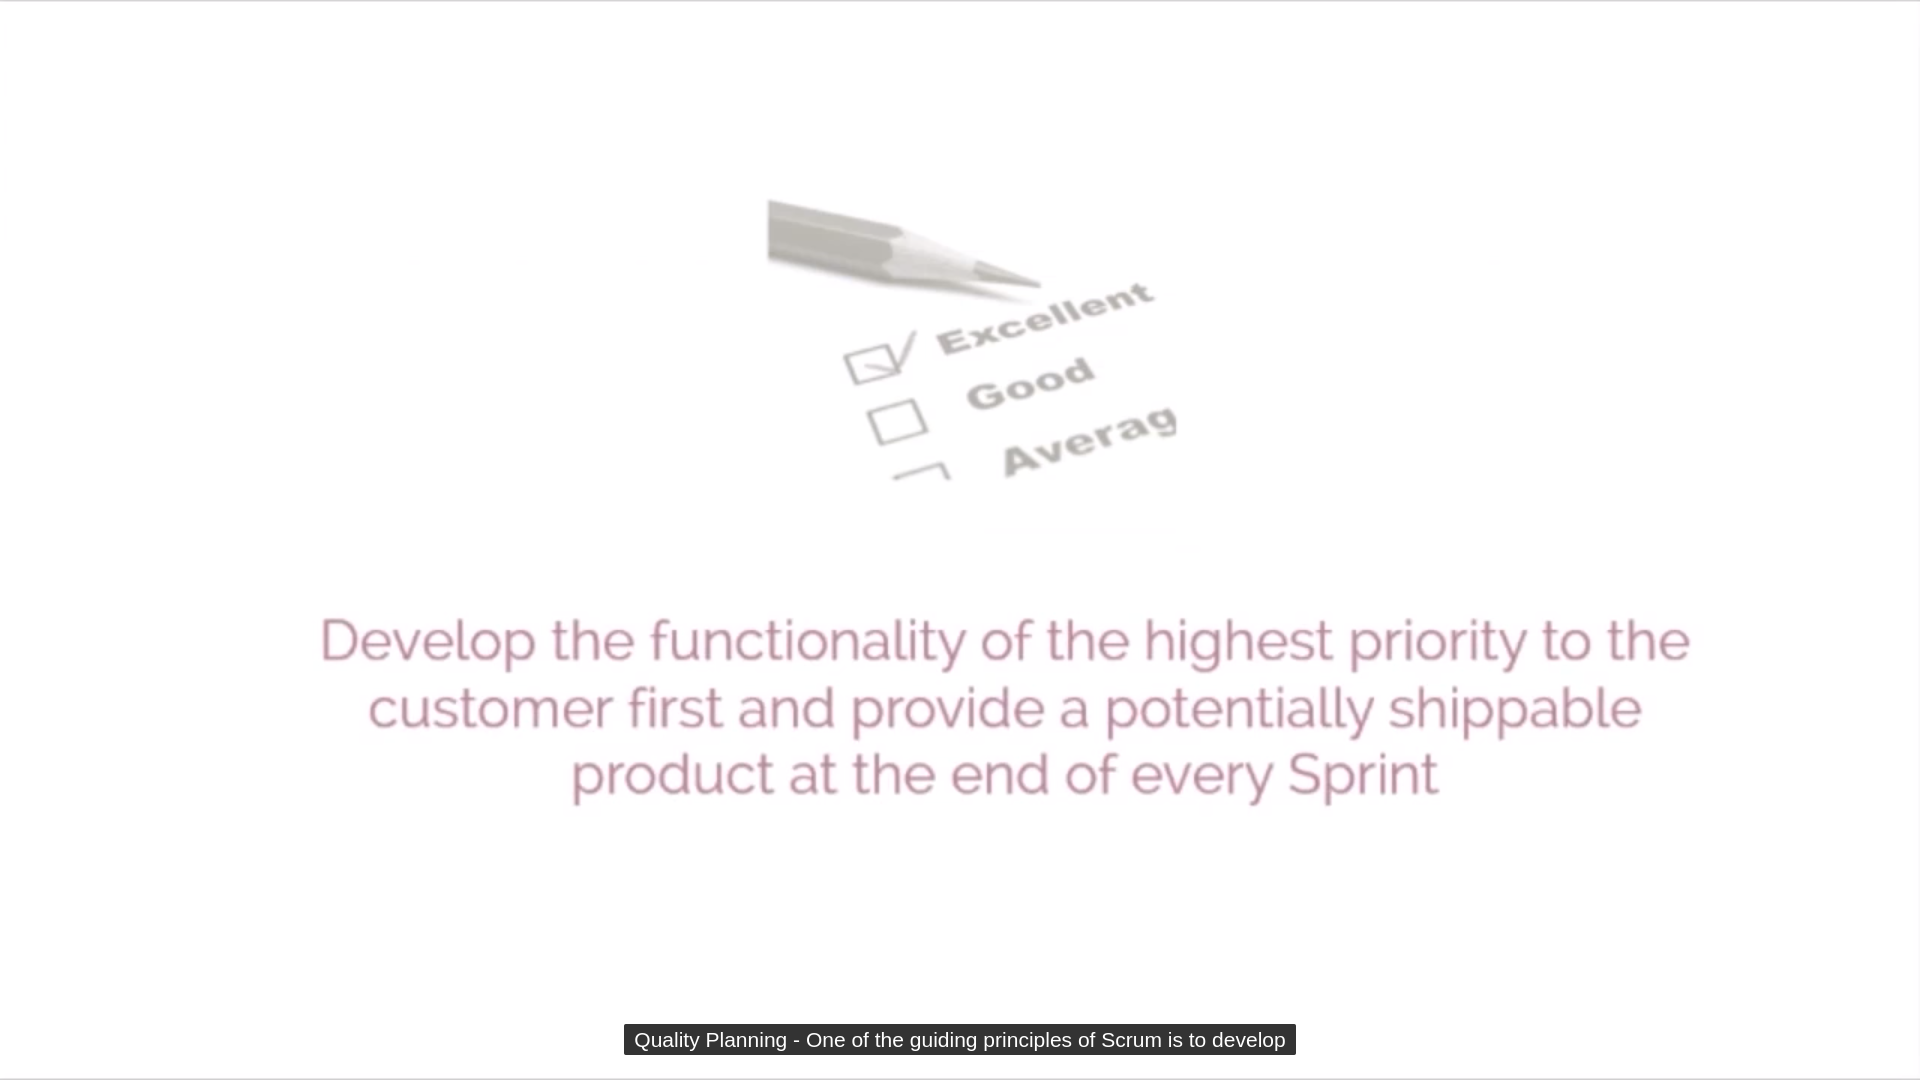 Excellent
Good
Averag
Develop the functionality of the highest priority to the
customer first and provide a potentially shippable
product at the end of every Sprint
Quality Planning - One of the guiding principles of Scrum is to develop